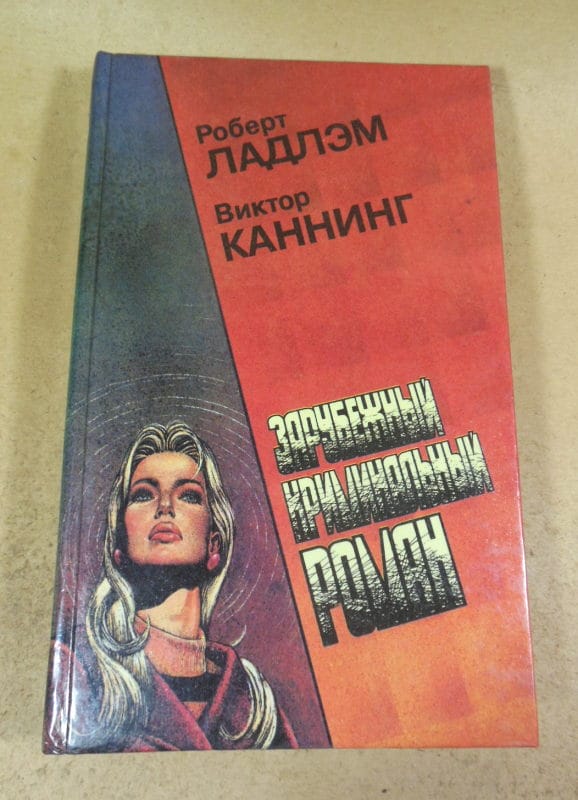 Роберт
ЛАДЛЭМ
Виктор
КАННИНГ
ЗАРУБЕЖНЫЙ
КРИМИНАЛЬНЫЙ
РОМАН